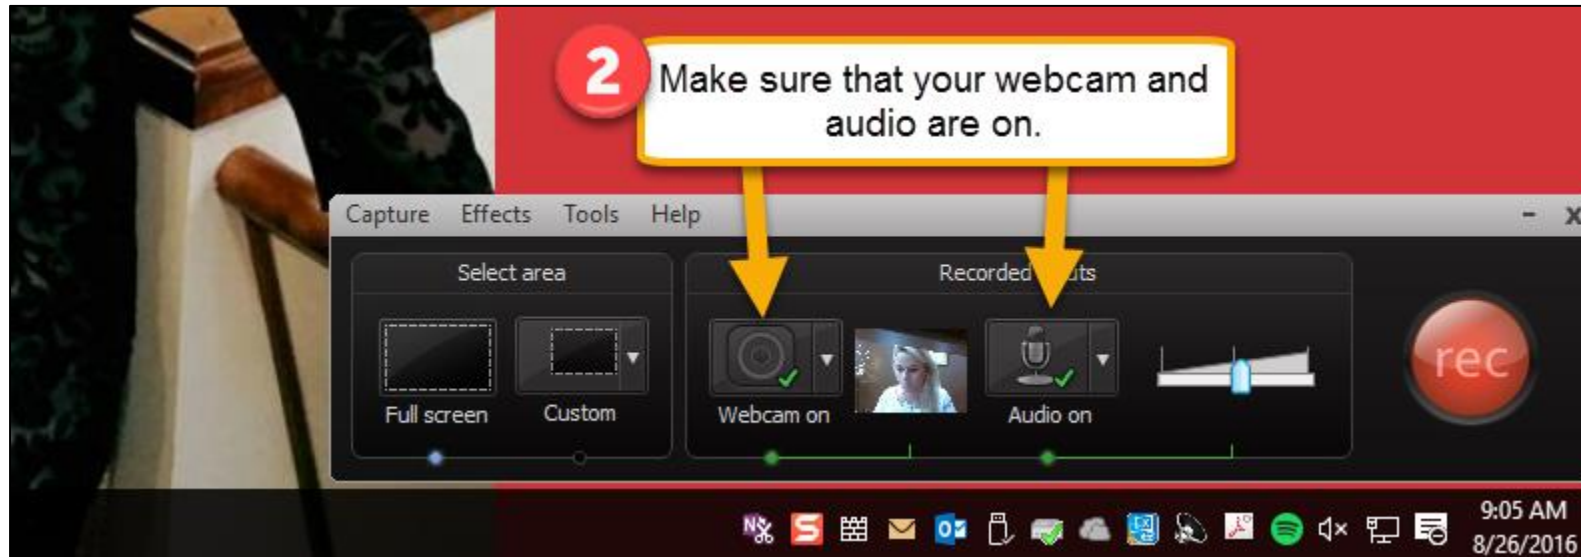 2
Make sure that your webcam and
audio are on.
Capture Effects Tools Help
Select area
Recorded
Full screen
Custom
Webcam on
Audio on
rec
9:05 AM
8/26/2016